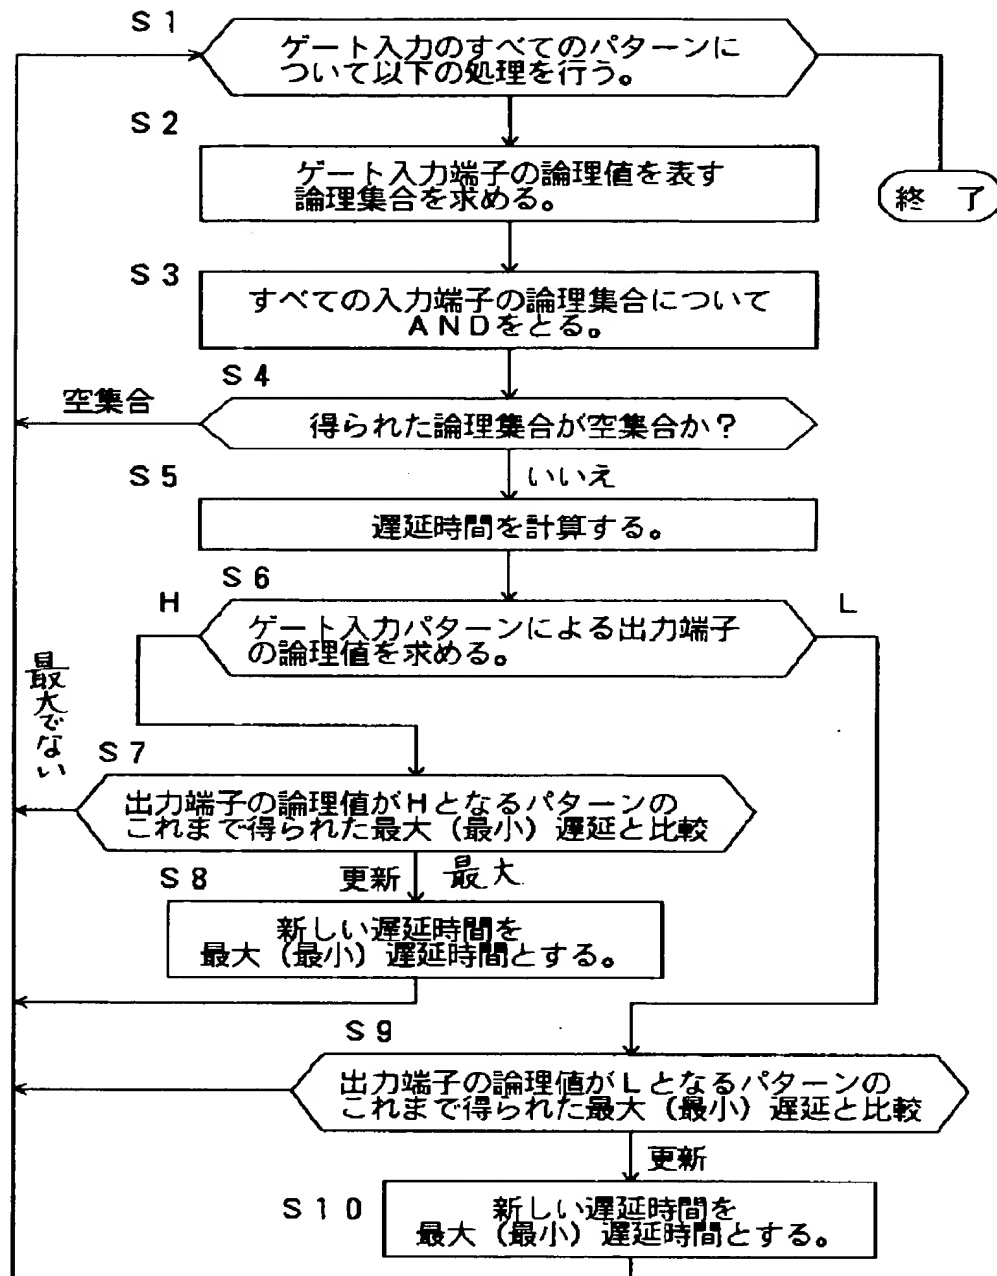 S1
ゲート入力のすべてのパターンに
ついて以下の処理を行う。
S2
ゲート入力端子の論理値を表す
論理集合を求める。
終 了
S3
すべての入力端子の論理集合について
ANDをとる。
S4
空集合
得られた論理集合が空集合か?
いいえ
S5
遅延時間を計算する。
S6
H
L
ゲート入力パターンによる出力端子
の論理値を求める。
最大でない
S7
出力端子の論理値がHとなるパターンの
これまで得られた最大(最小)遅延と比較
S8
更新 最大
新しい遅延時間を
最大(最小)遅延時間とする。
S9
出力端子の論理値がLとなるパターンの
これまで得られた最大(最小)遅延と比較
更新
S10
新しい遅延時間を
最大(最小)遅延時間とする。